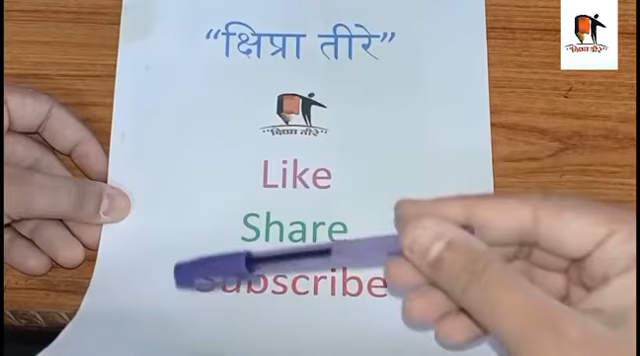 “क्षिप्रा तीरे”
क्षिप्रा तीरे
Like
Share
Subscribe
क्षिप्रा तीरे